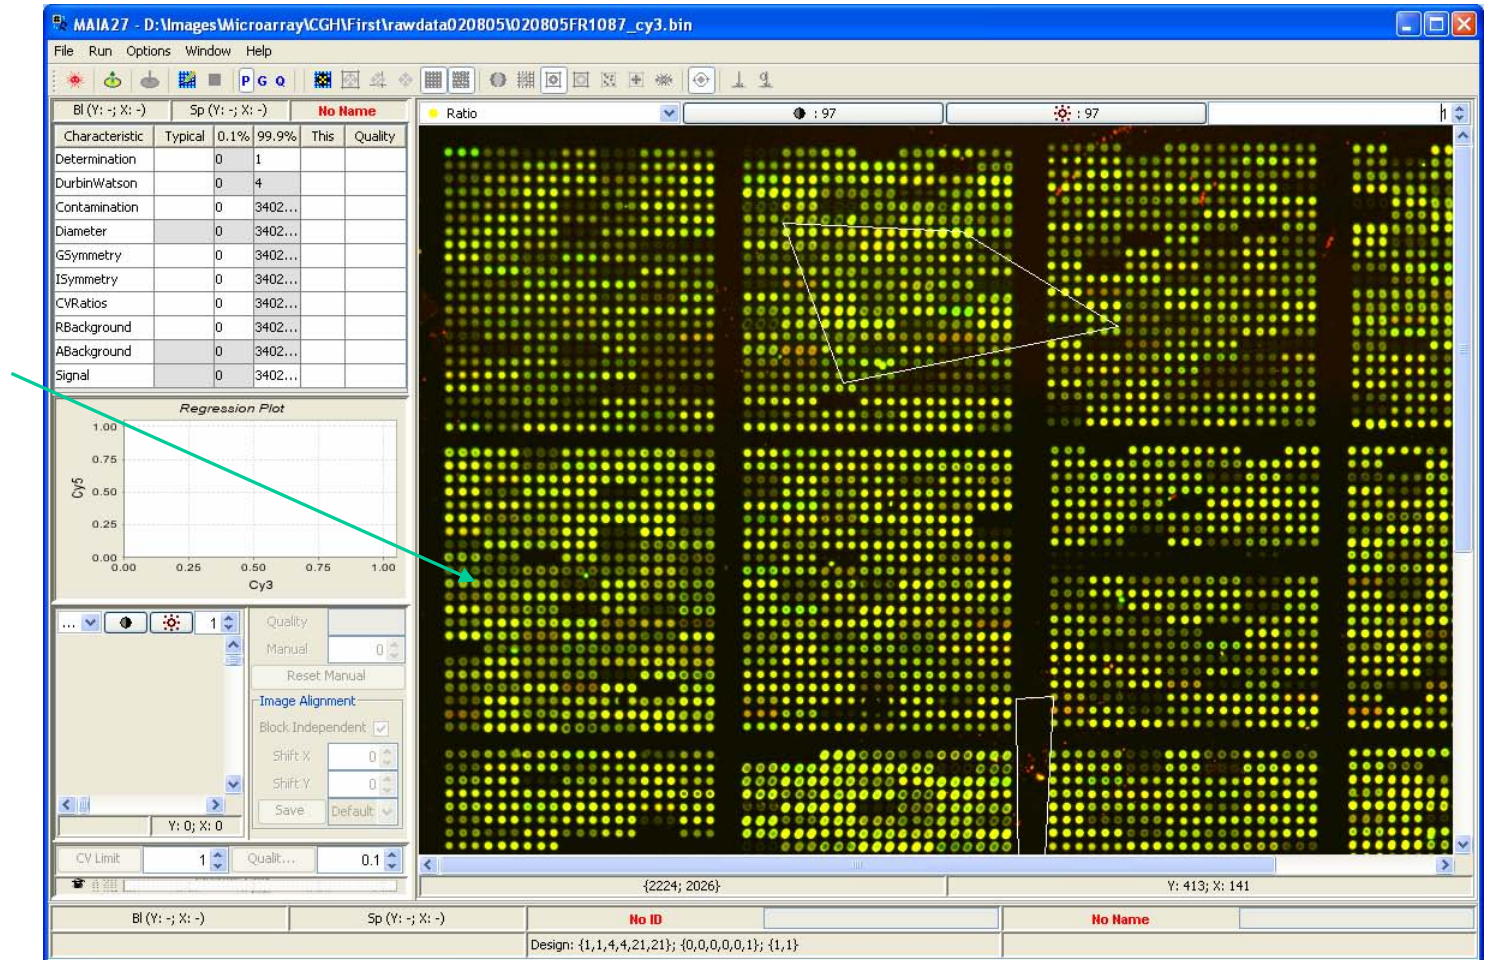 MAIA27 - D:\Images\Microarray\CGH\First\rawdata020805\020805FR1087_cy3.bin
File Run Options Window Help
P G Q
Bl (Y: -; X: -) Sp (Y: -; X: -) No Name
Ratio : 97 : 97 1
Characteristic Typical 0.1% 99.9% This Quality
Determination 0 1
DurbinWatson 0 4
Contamination 0 3402...
Diameter 0 3402...
GSymmetry 0 3402...
ISymmetry 0 3402...
CVRatios 0 3402...
RBackground 0 3402...
ABackground 0 3402...
Signal 0 3402...
Regression Plot
1.00
0.75
Cy5
0.50
0.25
0.00
0.00 0.25 0.50 0.75 1.00
Cy3
... 1 Quality
Manual 0
Reset Manual
Image Alignment
Block Independent
Shift X 0
Shift Y 0
Save Default
Y: 0; X: 0
CV Limit 1 Qualit... 0.1
{2224; 2026} Y: 413; X: 141
Bl (Y: -; X: -) Sp (Y: -; X: -) No ID No Name
Design: {1,1,4,4,21,21}; {0,0,0,0,0,1}; {1,1}